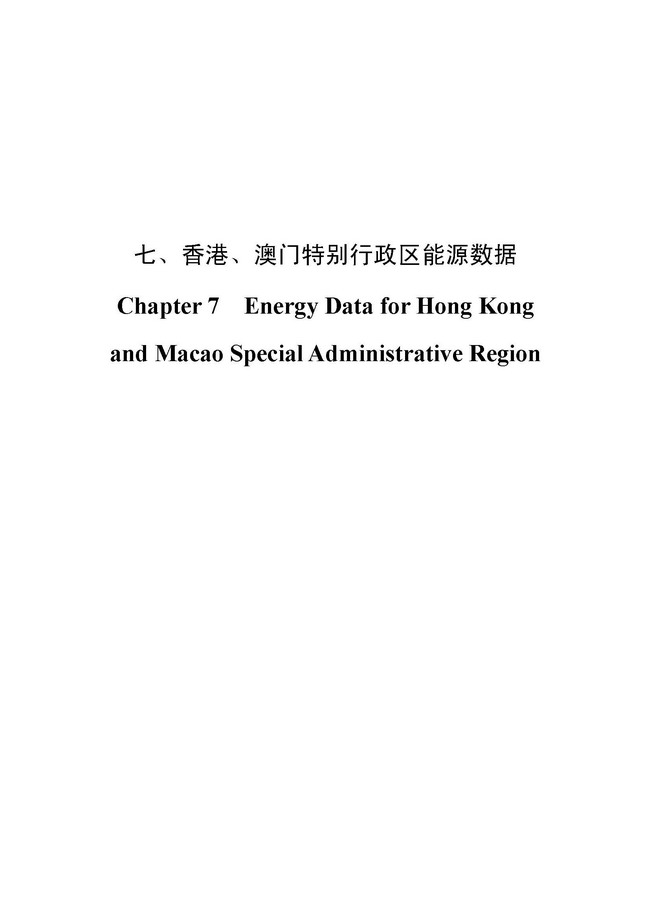 七、香港、澳门特别行政区能源数据
Chapter 7 Energy Data for Hong Kong
and Macao Special Administrative Region